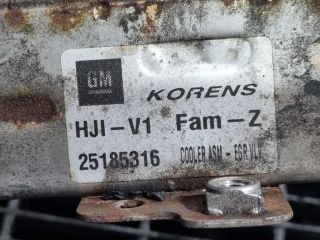 GM KORENS
HJI-V1 Fam-Z
25185316 COOLER ASM - EGR VLV